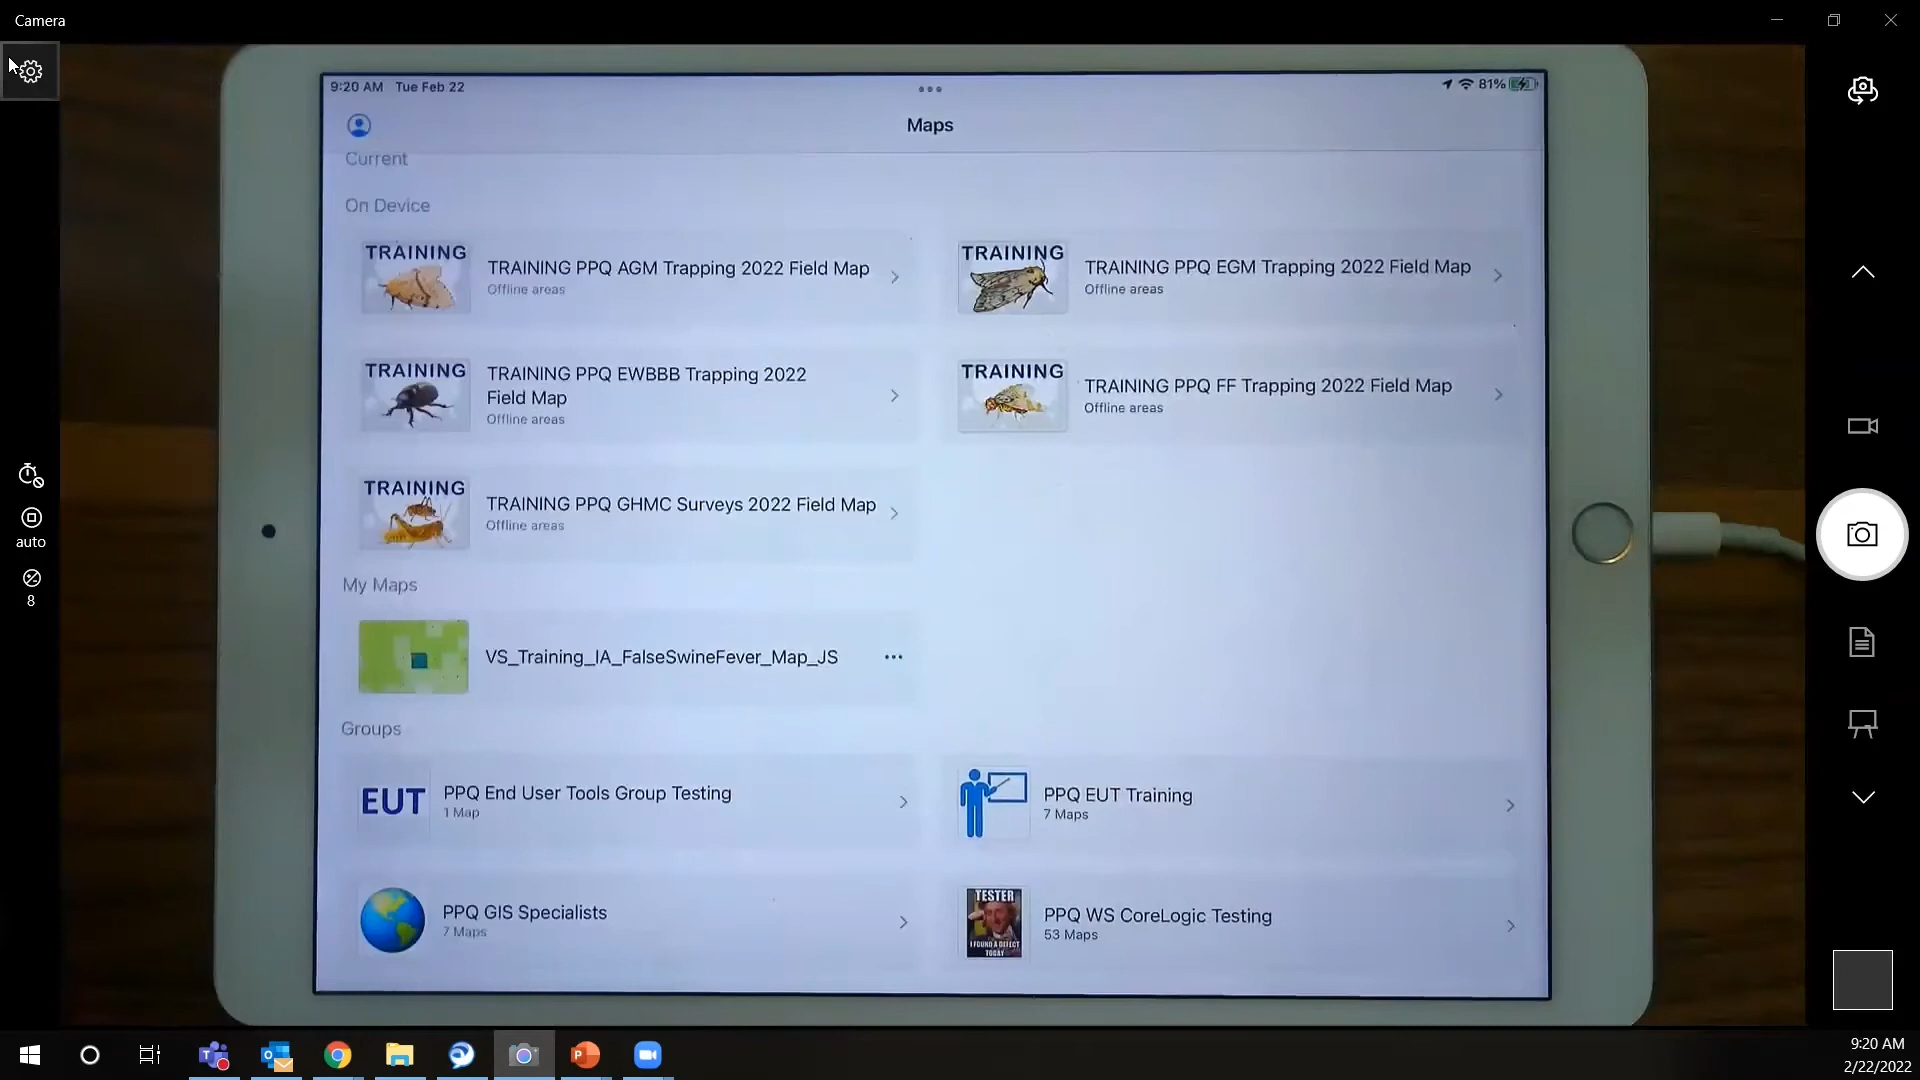 Camera
9:20 AM Tue Feb 22
81%
Maps
Current
On Device
TRAINING
TRAINING PPQ AGM Trapping 2022 Field Map
Offline areas
TRAINING
TRAINING PPQ EGM Trapping 2022 Field Map
Offline areas
TRAINING
TRAINING PPQ EWBBB Trapping 2022
Field Map
Offline areas
TRAINING
TRAINING PPQ FF Trapping 2022 Field Map
Offline areas
TRAINING
TRAINING PPQ GHMC Surveys 2022 Field Map
Offline areas
My Maps
VS_Training_IA_FalseSwineFever_Map_JS
Groups
EUT
PPQ End User Tools Group Testing
1 Map
PPQ EUT Training
7 Maps
PPQ GIS Specialists
7 Maps
TESTER
I FOUND A DEFECT
TODAY
PPQ WS CoreLogic Testing
53 Maps
auto
8
9:20 AM
2/22/2022